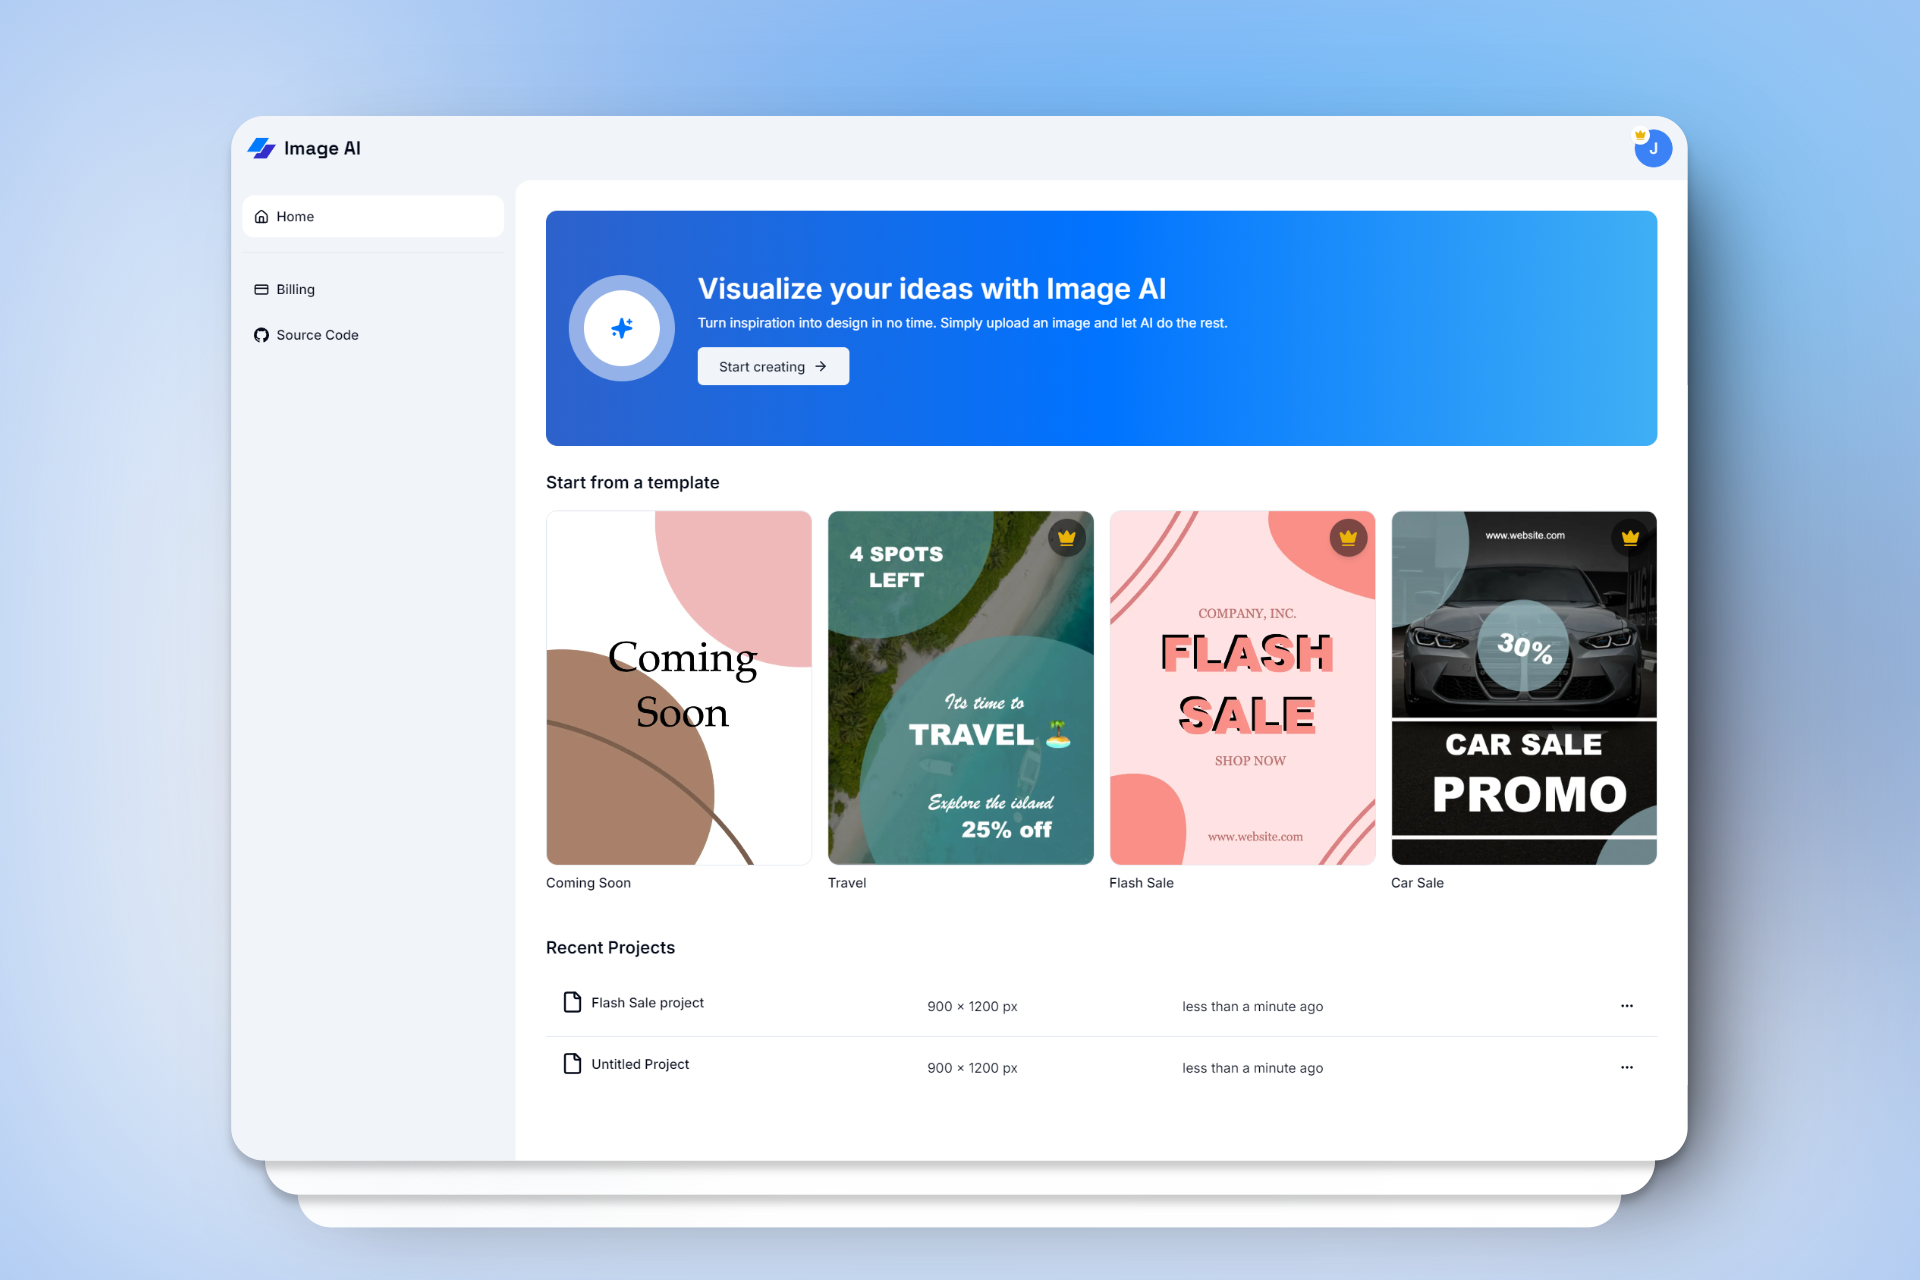 Image AI
J
Home
Billing
Source Code
Visualize your ideas with Image AI
Turn inspiration into design in no time. Simply upload an image and let AI do the rest.
Start creating
Start from a template
Coming
Soon
Coming Soon
4 SPOTS
LEFT
Its time to
TRAVEL 🏝️
Explore the island
25% off
Travel
COMPANY, INC.
FLASH
SALE
SHOP NOW
www.website.com
Flash Sale
www.website.com
30%
CAR SALE
PROMO
Car Sale
Recent Projects
Flash Sale project 900 × 1200 px less than a minute ago
Untitled Project 900 × 1200 px less than a minute ago